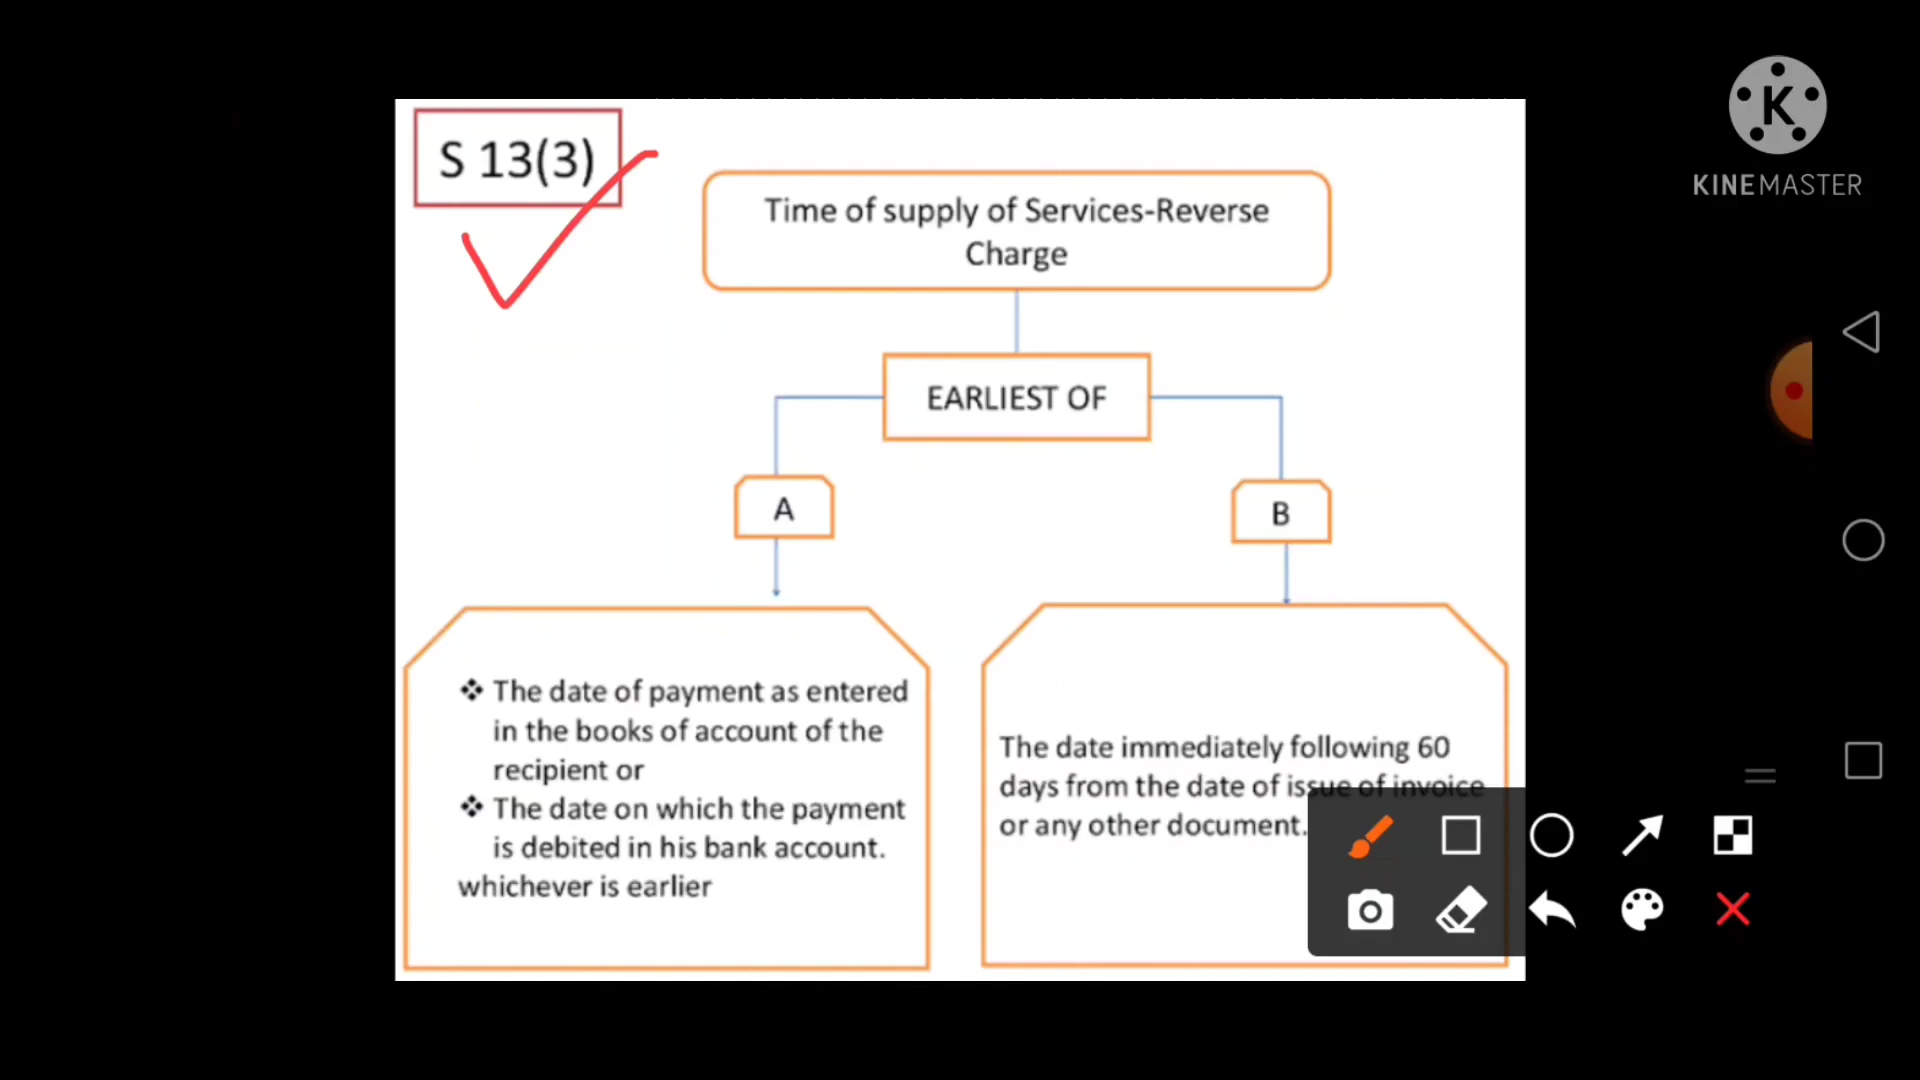 S 13(3)
Time of supply of Services-Reverse
Charge
EARLIEST OF
A
B
❖ The date of payment as entered
in the books of account of the
recipient or
❖ The date on which the payment
is debited in his bank account.
whichever is earlier
The date immediately following 60
days from the date of issue of invoice
or any other document.
K
KINEMASTER